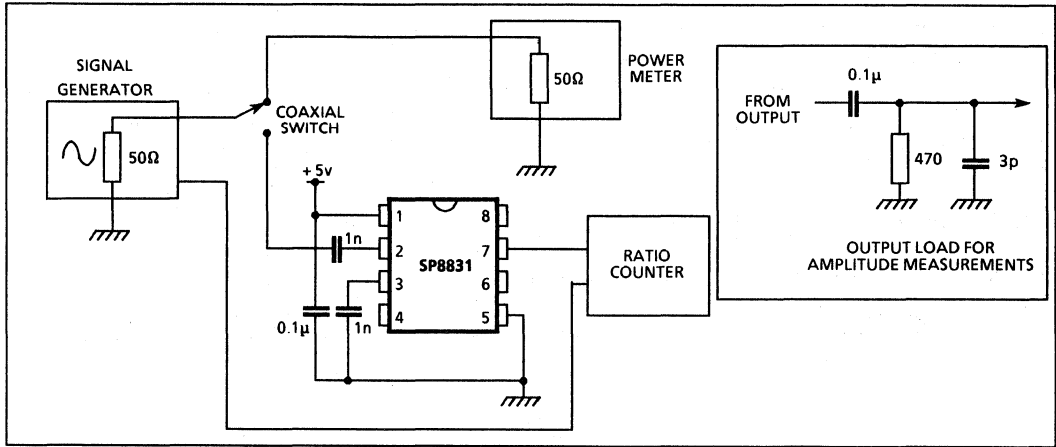 SIGNAL
GENERATOR
50Ω
COAXIAL
SWITCH
50Ω
POWER
METER
+5v
1n
0.1µ
1n
1
2
3
4
8
7
6
5
SP8831
RATIO
COUNTER
FROM
OUTPUT
0.1µ
470
3p
OUTPUT LOAD FOR
AMPLITUDE MEASUREMENTS